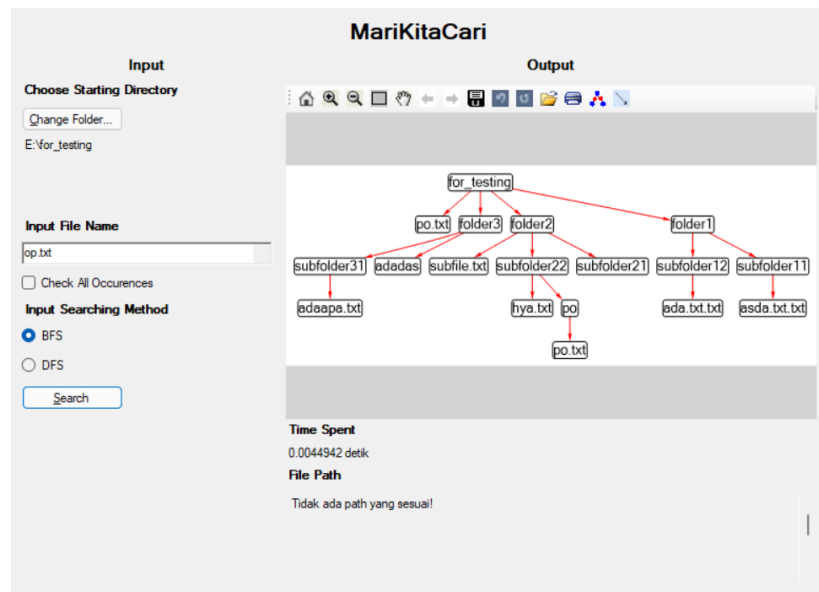 MariKitaCari
Input
Output
Choose Starting Directory
Change Folder...
E:\for_testing
for_testing
po.txt folder3 folder2 folder1
Input File Name
op.txt
subfolder31 adadas subfile.txt subfolder22 subfolder21 subfolder12 subfolder11
Check All Occurences
Input Searching Method
adaapa.txt hya.txt po ada.txt.txt asda.txt.txt
BFS
po.txt
DFS
Search
Time Spent
0.0044942 detik
File Path
Tidak ada path yang sesuai!